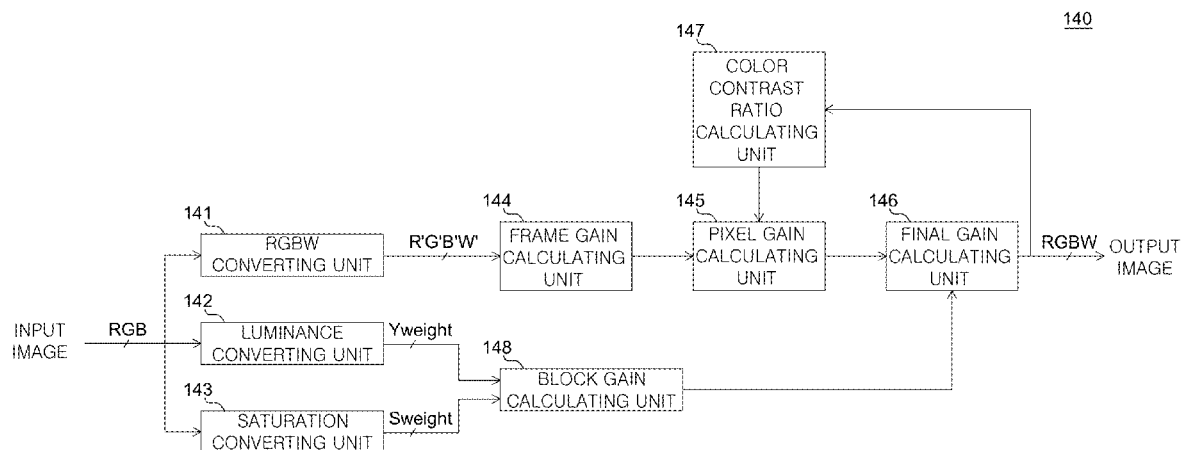 140
147
COLOR
CONTRAST
RATIO
CALCULATING
UNIT
141
RGBW
CONVERTING UNIT
R'G'B'W'
144
FRAME GAIN
CALCULATING
UNIT
145
PIXEL GAIN
CALCULATING
UNIT
146
FINAL GAIN
CALCULATING
UNIT
RGBW
OUTPUT
IMAGE
INPUT
IMAGE
RGB
142
LUMINANCE
CONVERTING UNIT
Yweight
148
BLOCK GAIN
CALCULATING UNIT
143
SATURATION
CONVERTING UNIT
Sweight